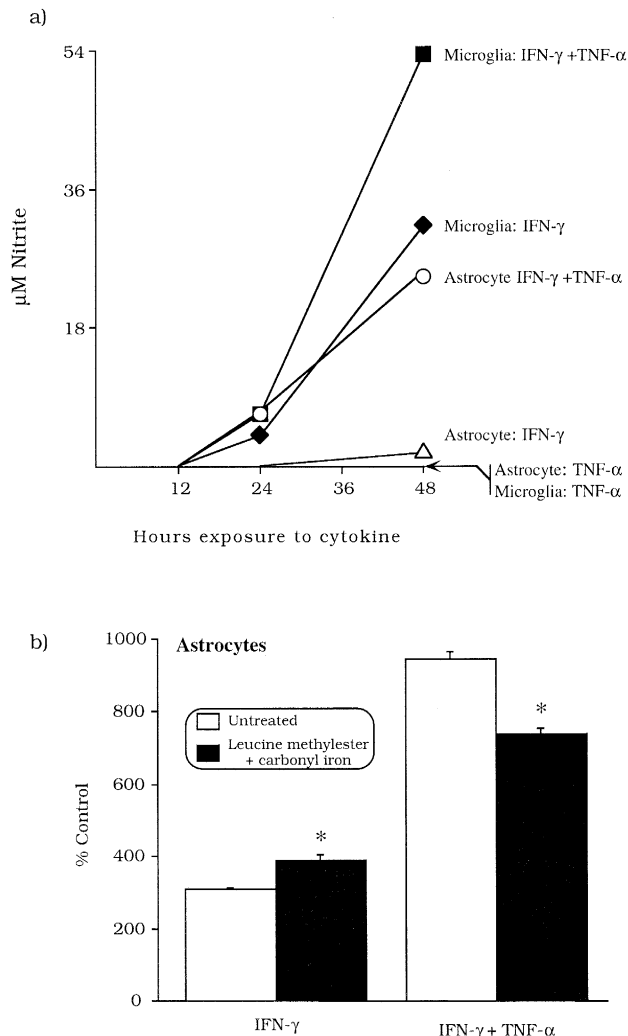 a)
54
Microglia: IFN-γ +TNF-α
36
μM Nitrite
Microglia: IFN-γ
Astrocyte IFN-γ +TNF-α
18
Astrocyte: IFN-γ
Astrocyte: TNF-α
Microglia: TNF-α
12 24 36 48
Hours exposure to cytokine
b)
1000
Astrocytes
800
Untreated
Leucine methylester
+ carbonyl iron
*
*
600
% Control
400
200
0
IFN-γ
IFN-γ + TNF-α